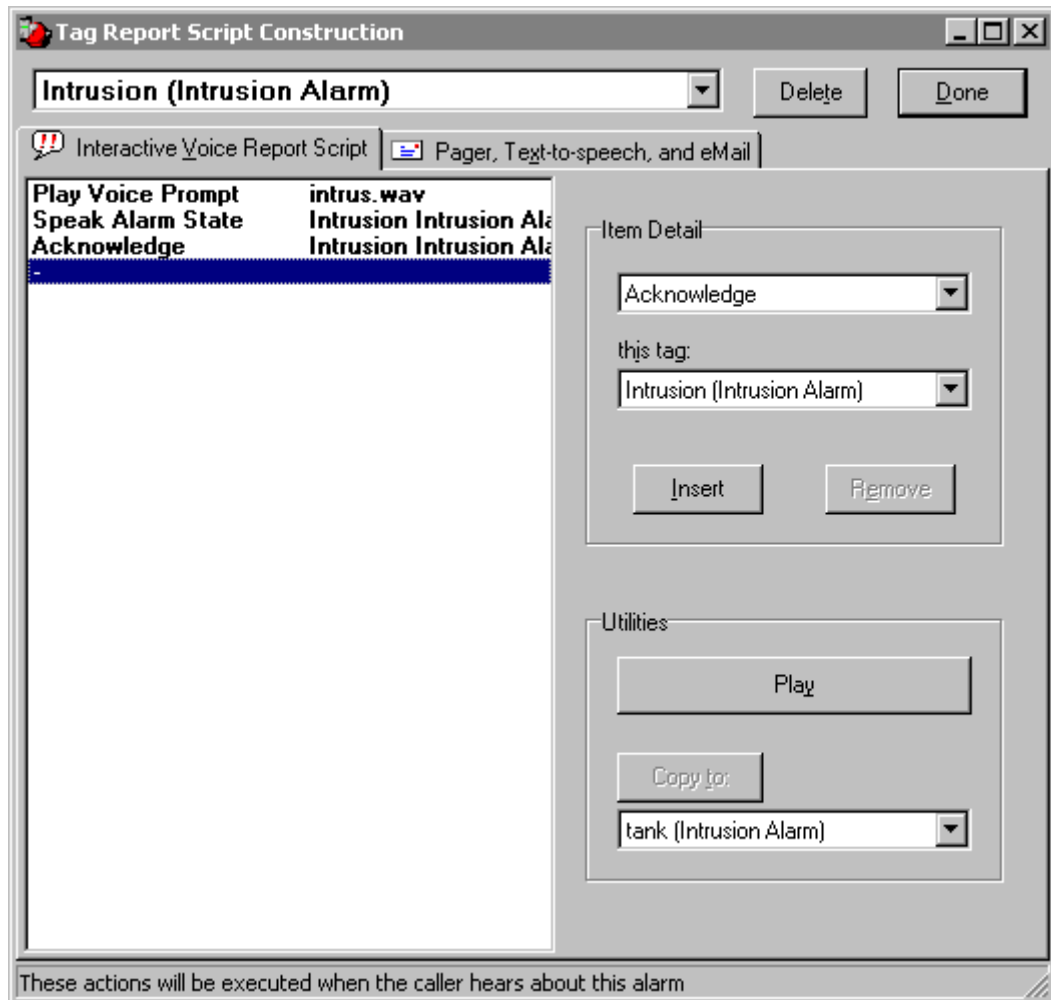 Tag Report Script Construction
Intrusion (Intrusion Alarm)
Delete
Done
Interactive Voice Report Script
Pager, Text-to-speech, and eMail
Play Voice Prompt intrus.wav
Speak Alarm State Intrusion Intrusion Ala
Acknowledge Intrusion Intrusion Ala
-
Item Detail
Acknowledge
this tag:
Intrusion (Intrusion Alarm)
Insert
Remove
Utilities
Play
Copy to:
tank (Intrusion Alarm)
These actions will be executed when the caller hears about this alarm